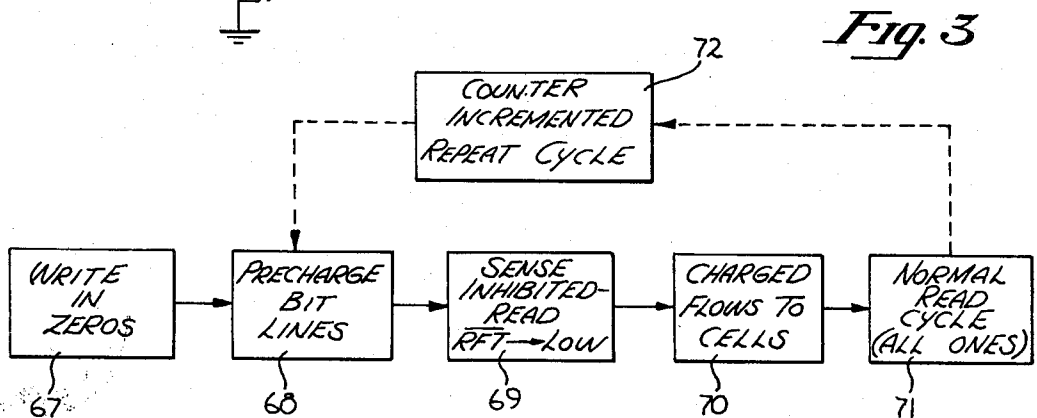 Fig. 3
72
COUNTER
INCREMENTED
REPEAT CYCLE
WRITE
IN
ZEROS
PRECHARGE
BIT
LINES
SENSE
INHIBITED-
READ
R̅F̅T̅→LOW
CHARGED
FLOWS TO
CELLS
NORMAL
READ
CYCLE
(ALL ONES)
67
68
69
70
71